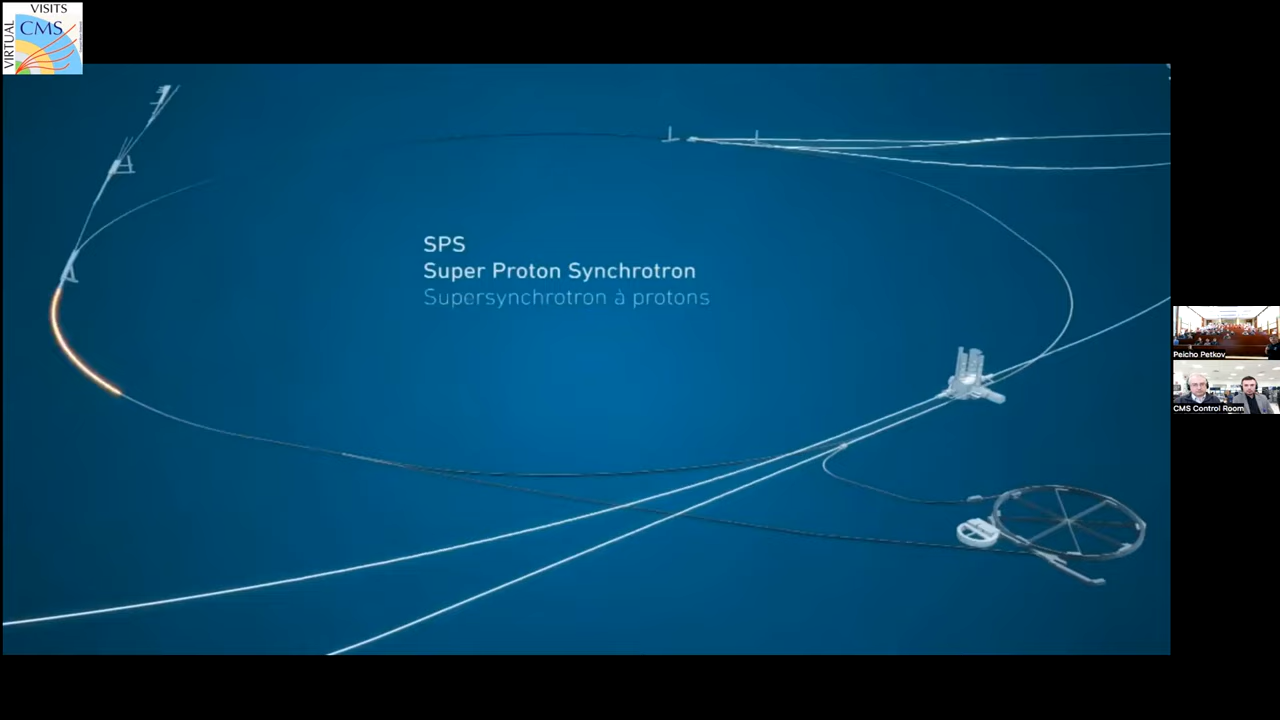 VISITS
CMS
VIRTUAL
SPS
Super Proton Synchrotron
Supersynchrotron à protons
Peicho Petkov
CMS Control Room